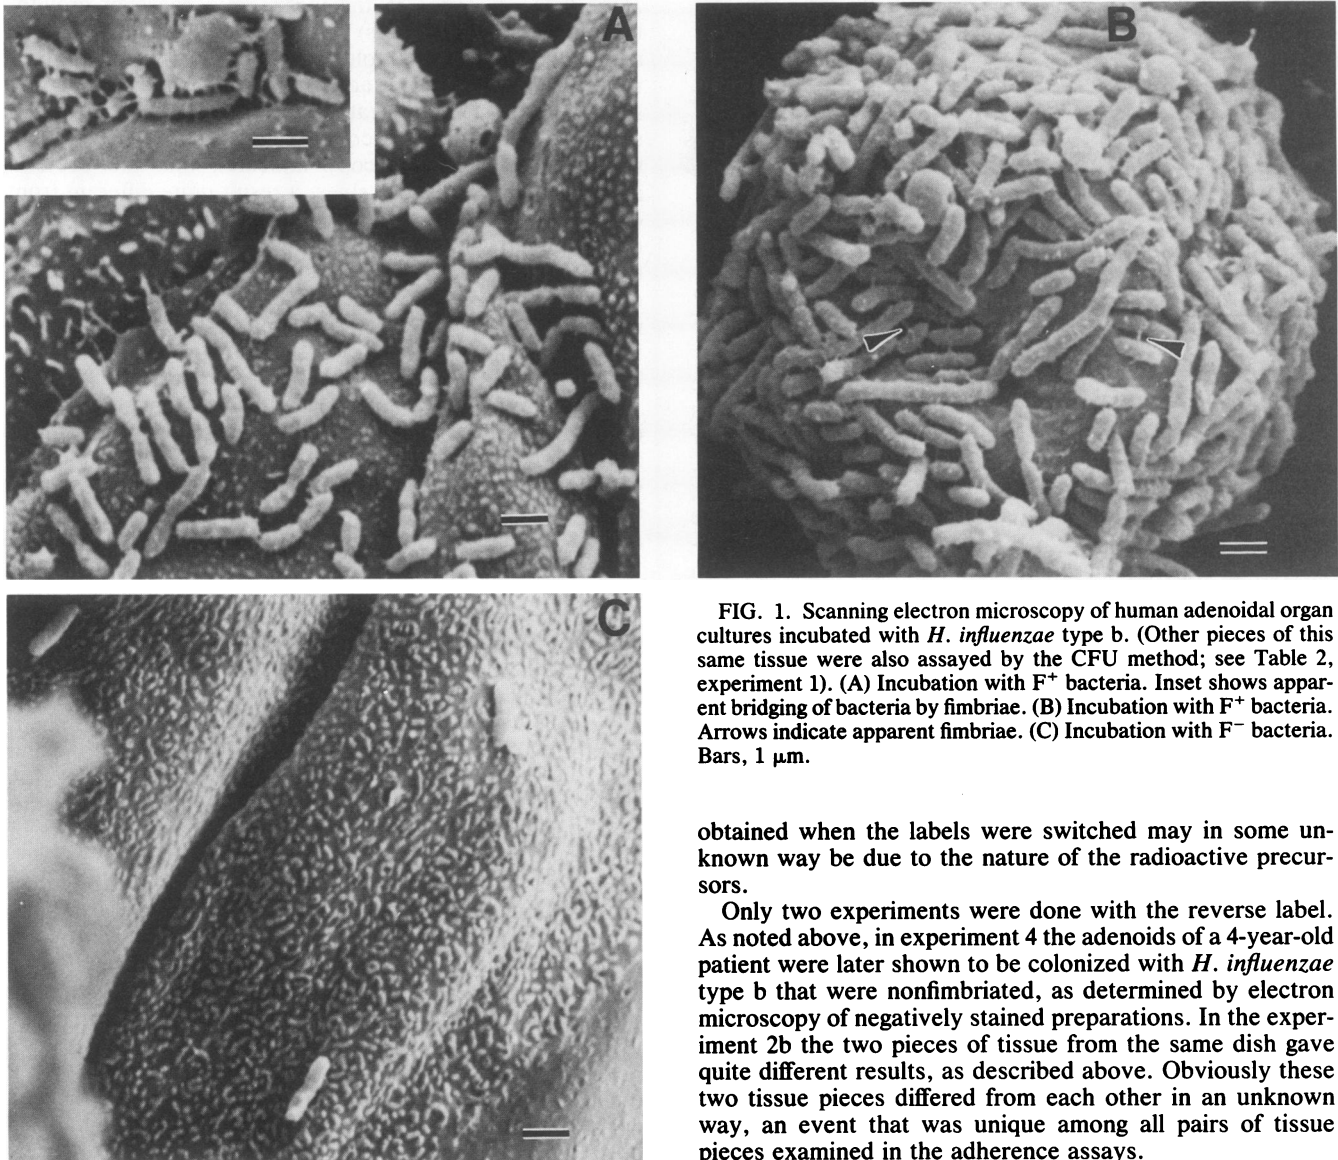 A
B
C
FIG. 1. Scanning electron microscopy of human adenoidal organ
cultures incubated with H. influenzae type b. (Other pieces of this
same tissue were also assayed by the CFU method; see Table 2,
experiment 1). (A) Incubation with F⁺ bacteria. Inset shows appar-
ent bridging of bacteria by fimbriae. (B) Incubation with F⁺ bacteria.
Arrows indicate apparent fimbriae. (C) Incubation with F⁻ bacteria.
Bars, 1 μm.
obtained when the labels were switched may in some un-
known way be due to the nature of the radioactive precur-
sors.
Only two experiments were done with the reverse label.
As noted above, in experiment 4 the adenoids of a 4-year-old
patient were later shown to be colonized with H. influenzae
type b that were nonfimbriated, as determined by electron
microscopy of negatively stained preparations. In the exper-
iment 2b the two pieces of tissue from the same dish gave
quite different results, as described above. Obviously these
two tissue pieces differed from each other in an unknown
way, an event that was unique among all pairs of tissue
pieces examined in the adherence assays.